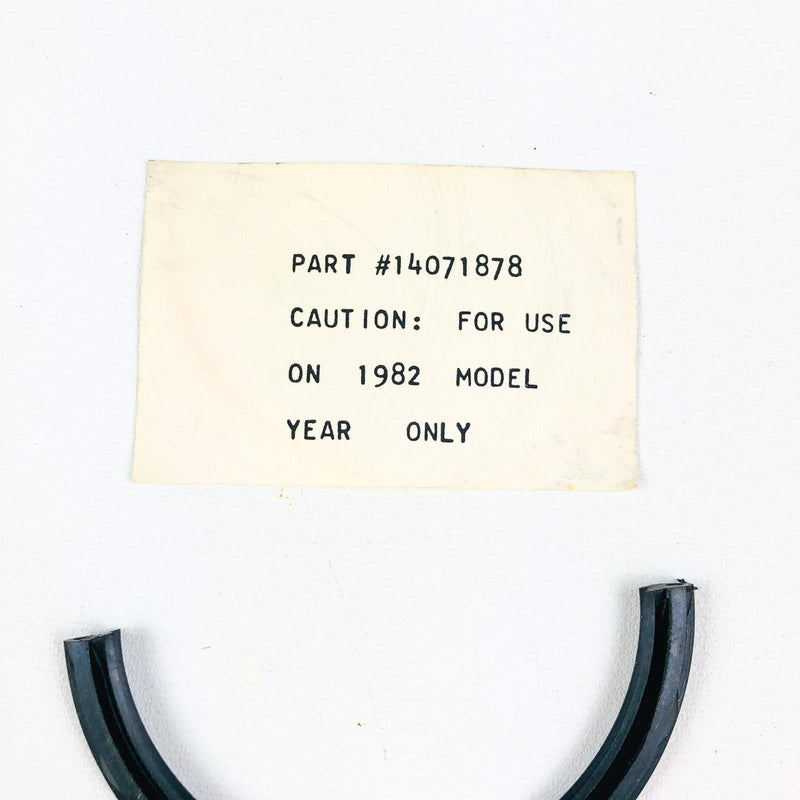 PART #14071878
CAUTION: FOR USE
ON 1982 MODEL
YEAR ONLY